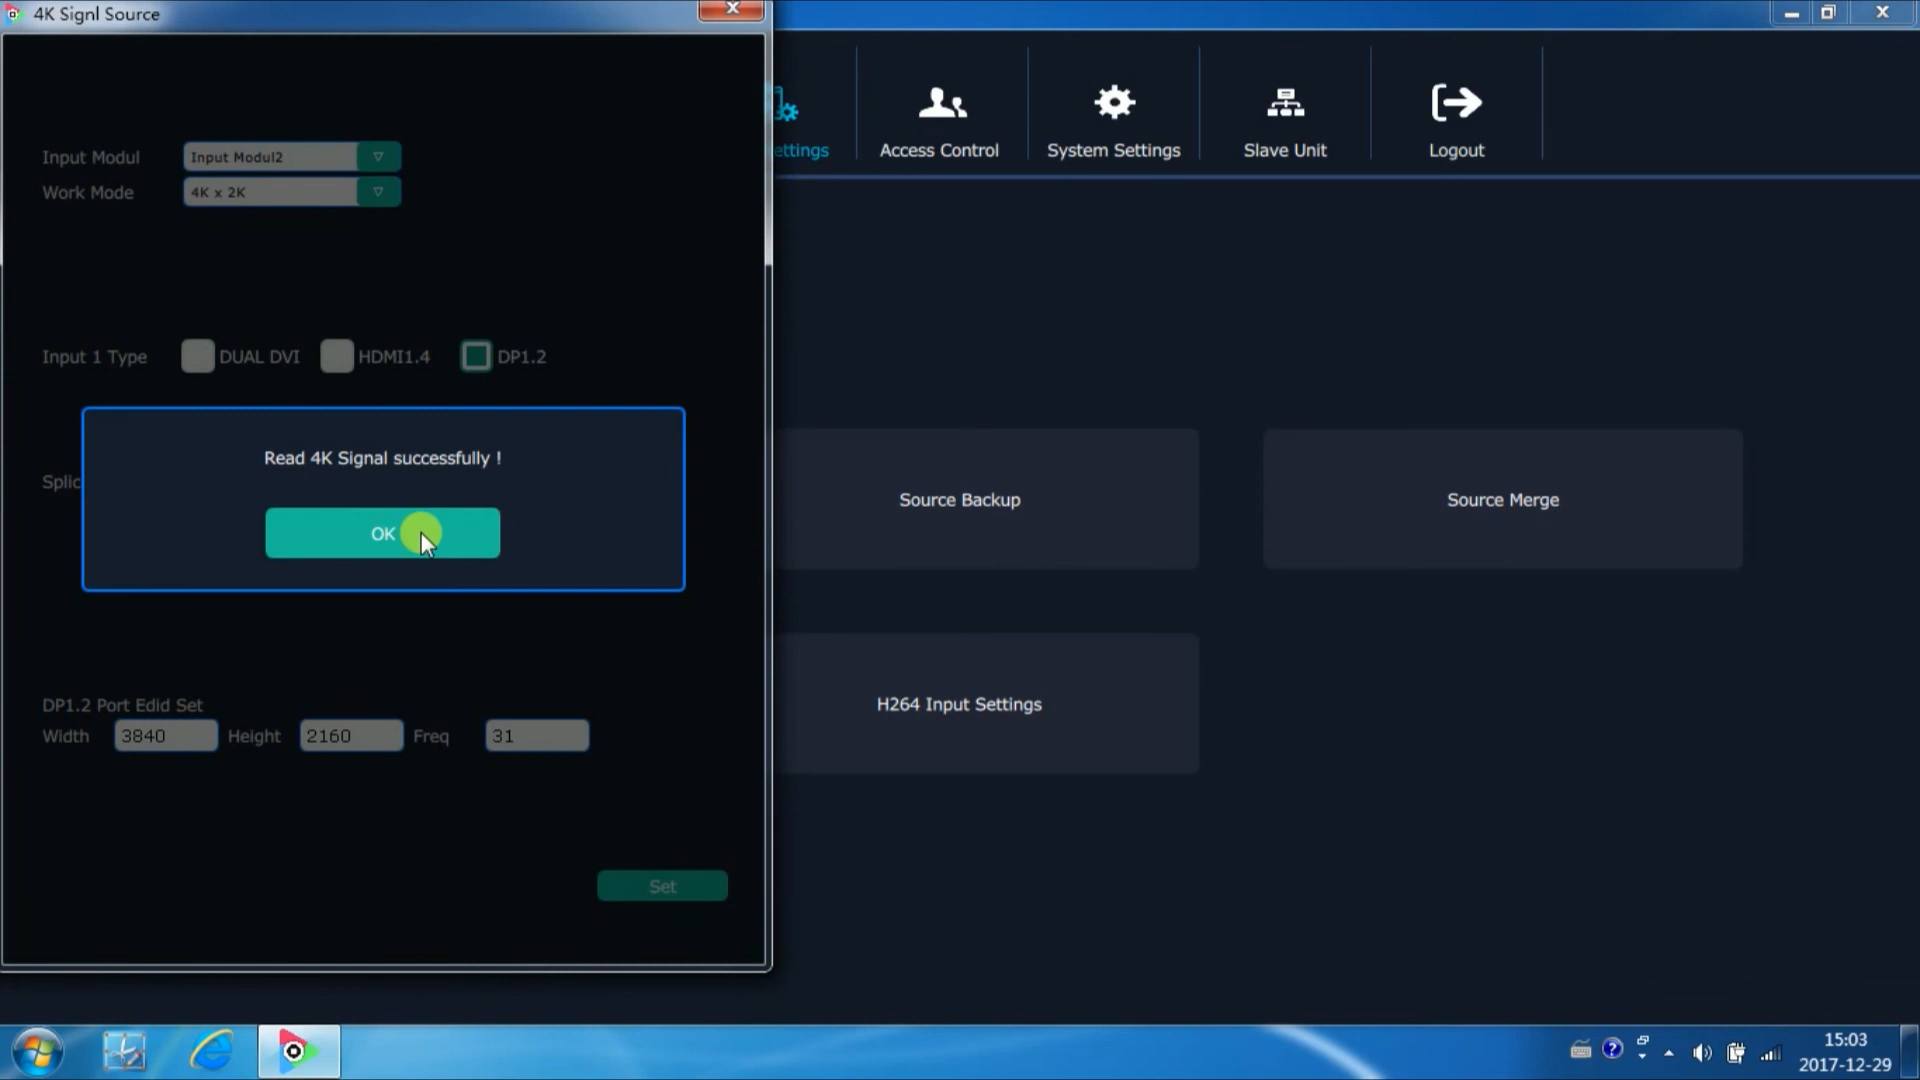 4K Signl Source
ettings
Access Control
System Settings
Slave Unit
Logout
Input Modul
Input Modul2
Work Mode
4K x 2K
Input 1 Type
DUAL DVI
HDMI1.4
DP1.2
Splic
Read 4K Signal successfully !
OK
Source Backup
Source Merge
H264 Input Settings
DP1.2 Port Edid Set
Width
3840
Height
2160
Freq
31
Set
15:03
2017-12-29